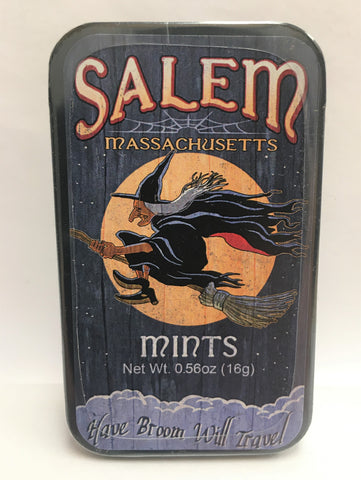 SALEM
MASSACHUSETTS
MINTS
Net Wt. 0.56oz (16g)
Have Broom Will Travel